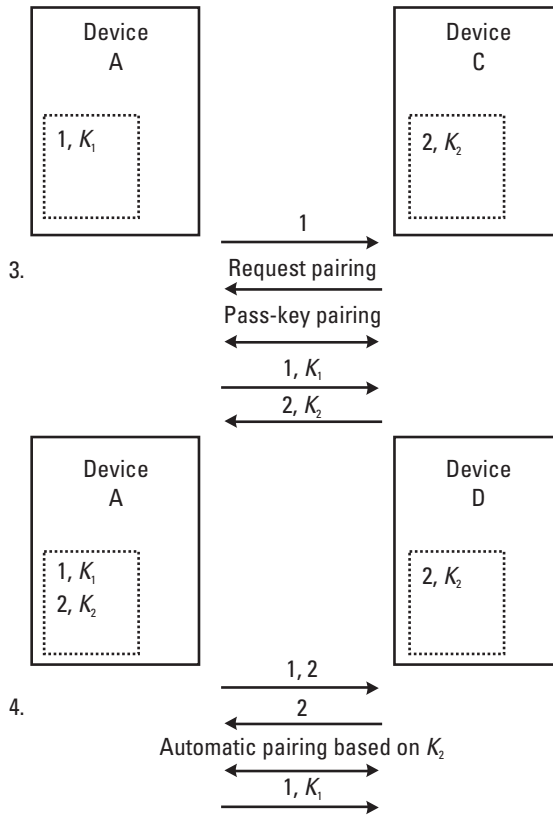 Device
A
1, K₁
Device
C
2, K₂
1
3.
Request pairing
Pass-key pairing
1, K₁
2, K₂
Device
A
1, K₁
2, K₂
Device
D
2, K₂
1, 2
4.
2
Automatic pairing based on K₂
1, K₁